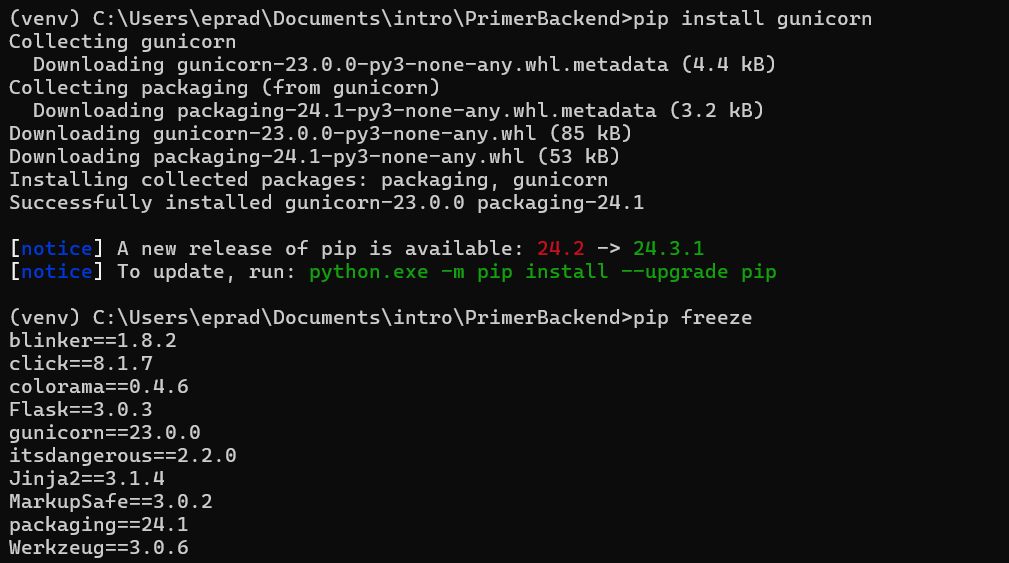 (venv) C:\Users\eprad\Documents\intro\PrimerBackend>pip install gunicorn
Collecting gunicorn
  Downloading gunicorn-23.0.0-py3-none-any.whl.metadata (4.4 kB)
Collecting packaging (from gunicorn)
  Downloading packaging-24.1-py3-none-any.whl.metadata (3.2 kB)
Downloading gunicorn-23.0.0-py3-none-any.whl (85 kB)
Downloading packaging-24.1-py3-none-any.whl (53 kB)
Installing collected packages: packaging, gunicorn
Successfully installed gunicorn-23.0.0 packaging-24.1
[notice] A new release of pip is available: 24.2 -> 24.3.1
[notice] To update, run: python.exe -m pip install --upgrade pip
(venv) C:\Users\eprad\Documents\intro\PrimerBackend>pip freeze
blinker==1.8.2
click==8.1.7
colorama==0.4.6
Flask==3.0.3
gunicorn==23.0.0
itsdangerous==2.2.0
Jinja2==3.1.4
MarkupSafe==3.0.2
packaging==24.1
Werkzeug==3.0.6